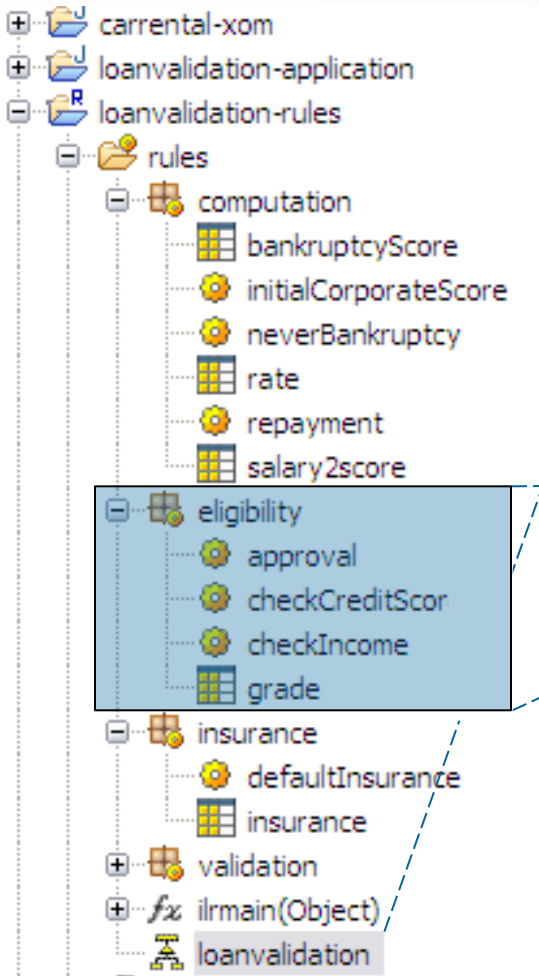 carrental-xom
loanvalidation-application
loanvalidation-rules
rules
computation
bankruptcyScore
initialCorporateScore
neverBankruptcy
rate
repayment
salary2score
eligibility
approval
checkCreditScor
checkIncome
grade
insurance
defaultInsurance
insurance
validation
fx ilrmain(Object)
loanvalidation